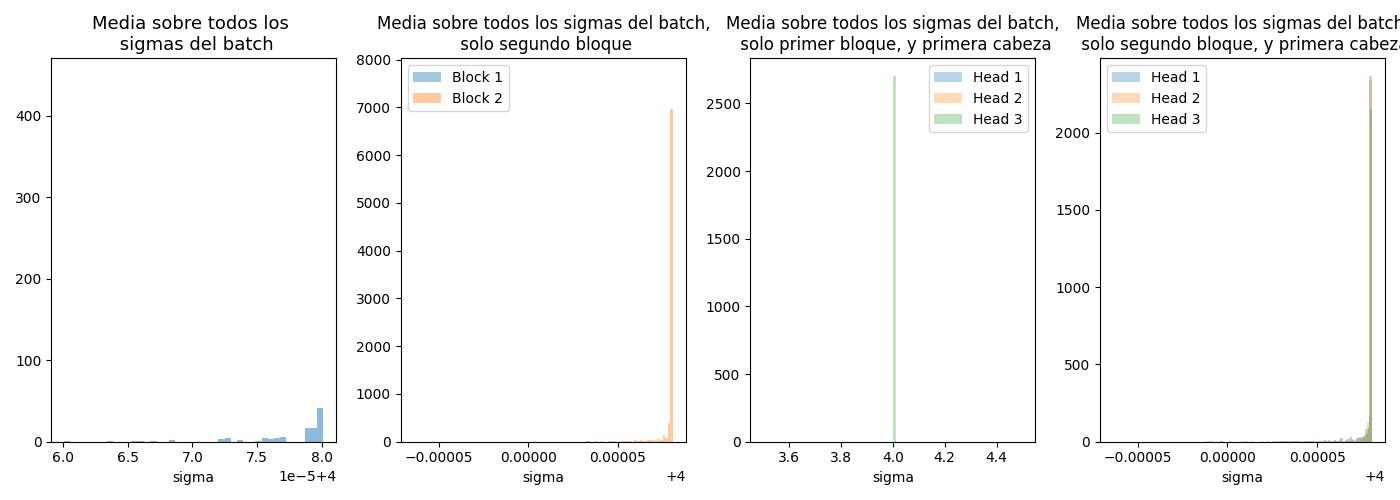 Media sobre todos los
sigmas del batch
400
300
200
100
0
6.0 6.5 7.0 7.5 8.0
sigma
1e-5+4
Media sobre todos los sigmas del batch,
solo segundo bloque
Block 1
Block 2
8000
7000
6000
5000
4000
3000
2000
1000
0
−0.00005 0.00000 0.00005
sigma
+4
Media sobre todos los sigmas del batch,
solo primer bloque, y primera cabeza
Head 1
Head 2
Head 3
2500
2000
1500
1000
500
0
3.6 3.8 4.0 4.2 4.4
sigma
Media sobre todos los sigmas del batch
solo segundo bloque, y primera cabeza
Head 1
Head 2
Head 3
2000
1500
1000
500
0
−0.00005 0.00000 0.00005
sigma
+4